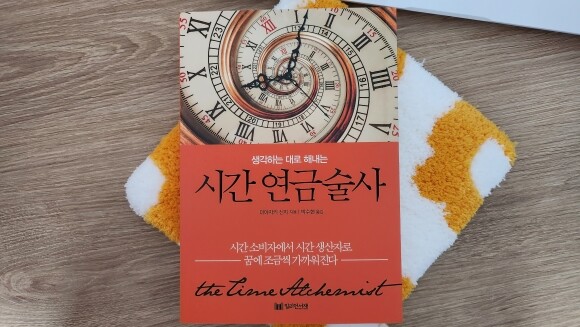 생각하는 대로 해내는
시간 연금술사
시간 소비자에서 시간 생산자로
꿈에 조금씩 가까워진다
the Time Alchemist